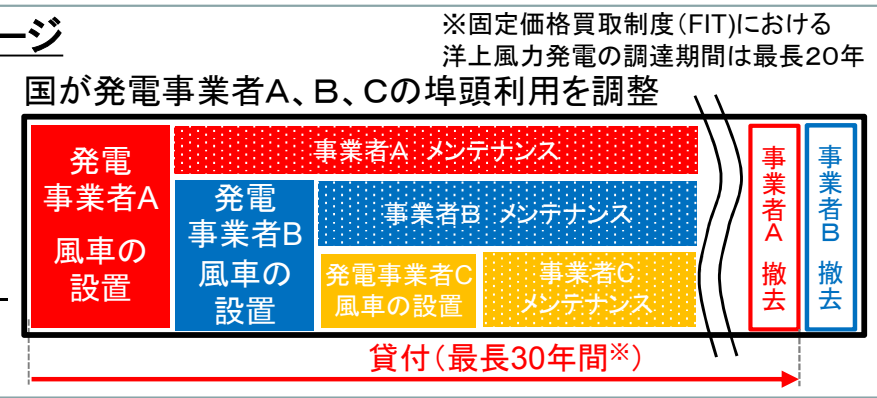 ージ
※固定価格買取制度（FIT)における
洋上風力発電の調達期間は最長20年
国が発電事業者A、B、Cの埠頭利用を調整
発電
事業者A
風車の
設置
事業者A メンテナンス
発電
事業者B
風車の
設置
事業者B メンテナンス
発電事業者C
風車の設置
事業者C
メンテナンス
事業者A 撤去
事業者B 撤去
貸付（最長30年間※）